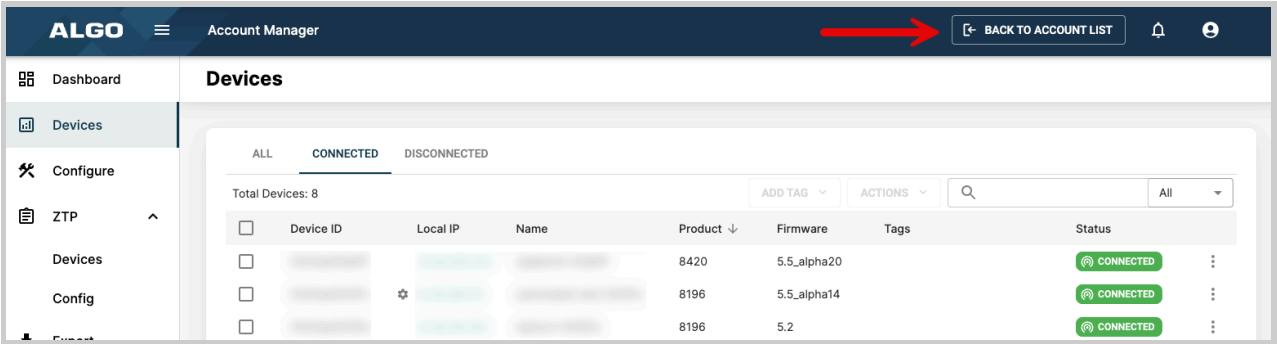 ALGO Account Manager BACK TO ACCOUNT LIST
Dashboard
Devices
Devices
Configure
ZTP
Devices
Config
Export
ALL CONNECTED DISCONNECTED
Total Devices: 8 ADD TAG ACTIONS All
Device ID Local IP Name Product Firmware Tags Status
8420 5.5_alpha20 CONNECTED
8196 5.5_alpha14 CONNECTED
8196 5.2 CONNECTED